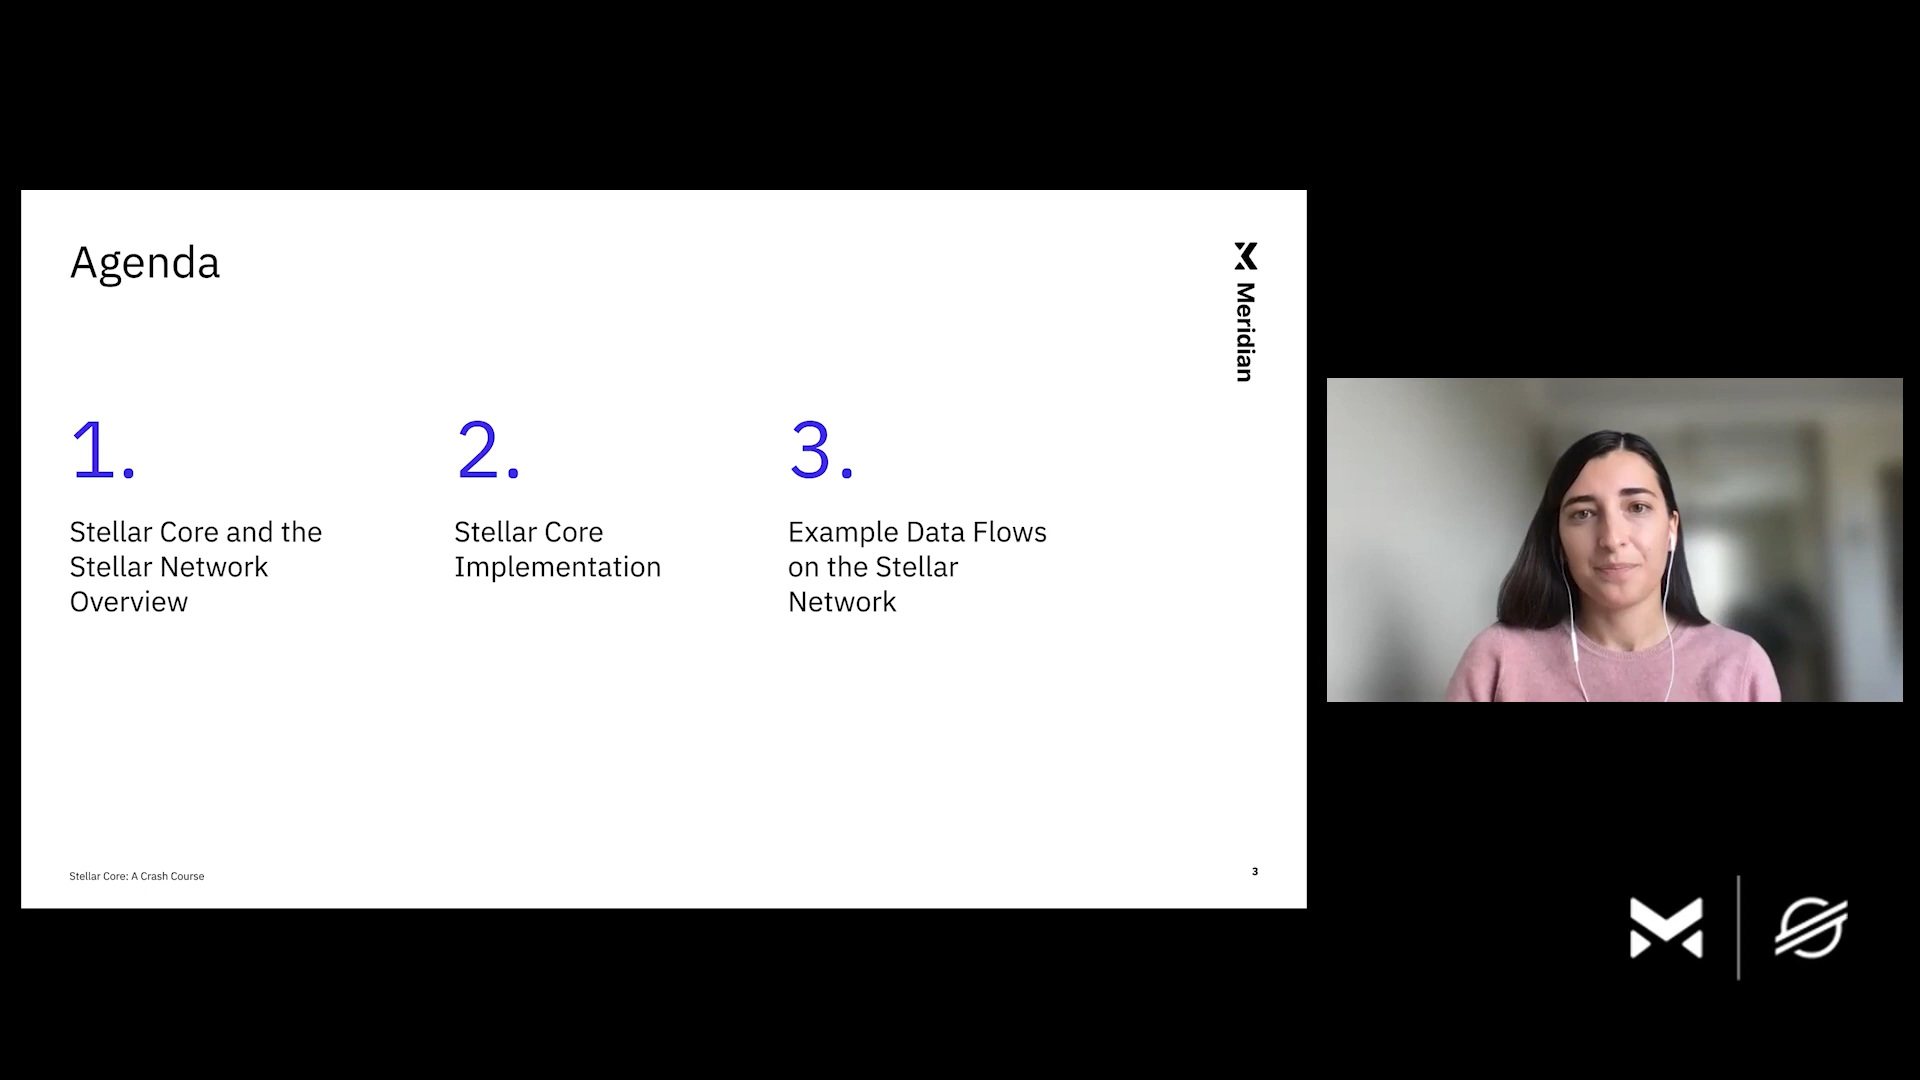 Agenda
Meridian
1.
Stellar Core and the
Stellar Network
Overview
2.
Stellar Core
Implementation
3.
Example Data Flows
on the Stellar
Network
Stellar Core: A Crash Course
3